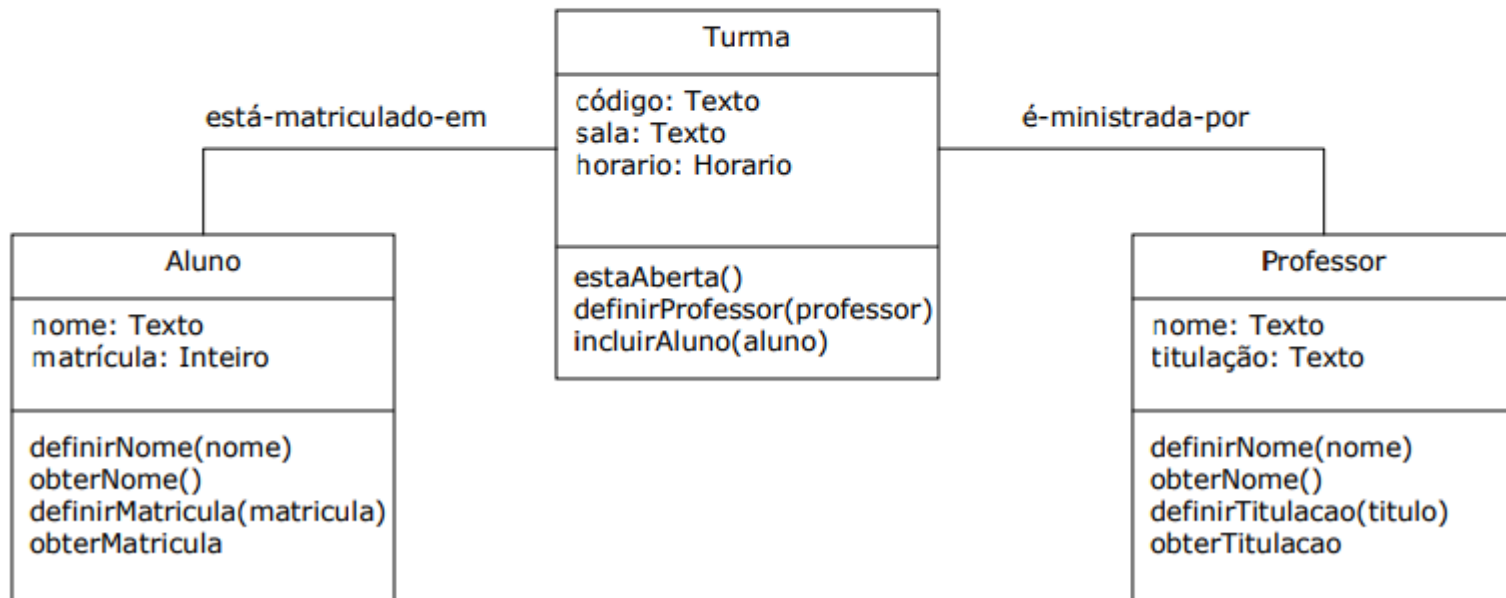 Turma
código: Texto
sala: Texto
horario: Horario
estaAberta()
definirProfessor(professor)
incluirAluno(aluno)
está-matriculado-em
é-ministrada-por
Aluno
nome: Texto
matrícula: Inteiro
definirNome(nome)
obterNome()
definirMatricula(matricula)
obterMatricula
Professor
nome: Texto
titulação: Texto
definirNome(nome)
obterNome()
definirTitulacao(titulo)
obterTitulacao